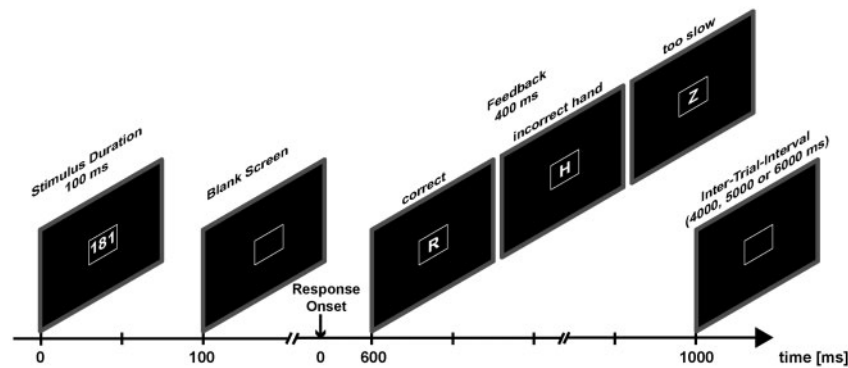 Stimulus Duration
100 ms
181
Blank Screen
Response
Onset
correct
R
Feedback
400 ms
incorrect hand
H
too slow
Z
Inter-Trial-Interval
(4000, 5000 or 6000 ms)
0
100
0
600
1000
time [ms]